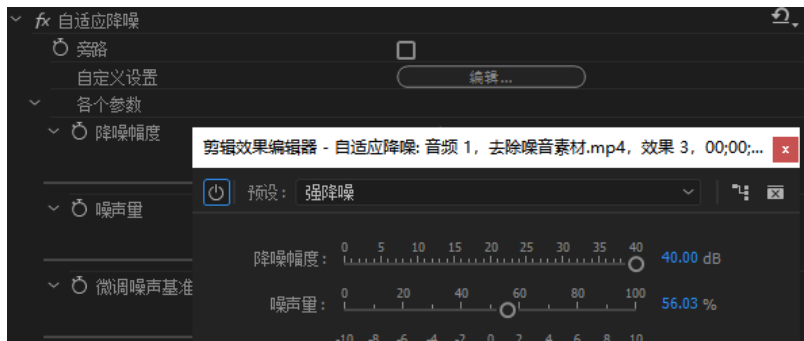 fx 自适应降噪
旁路
自定义设置 编辑...
各个参数
降噪幅度
噪声量
微调噪声基准
剪辑效果编辑器 - 自适应降噪: 音频 1，去除噪音素材.mp4，效果 3，00;00;...
预设: 强降噪
0 5 10 15 20 25 30 35 40
降噪幅度: 40.00 dB
0 20 40 60 80 100
噪声量: 56.03 %
-10 -8 -6 -4 -2 0 2 4 6 8 10